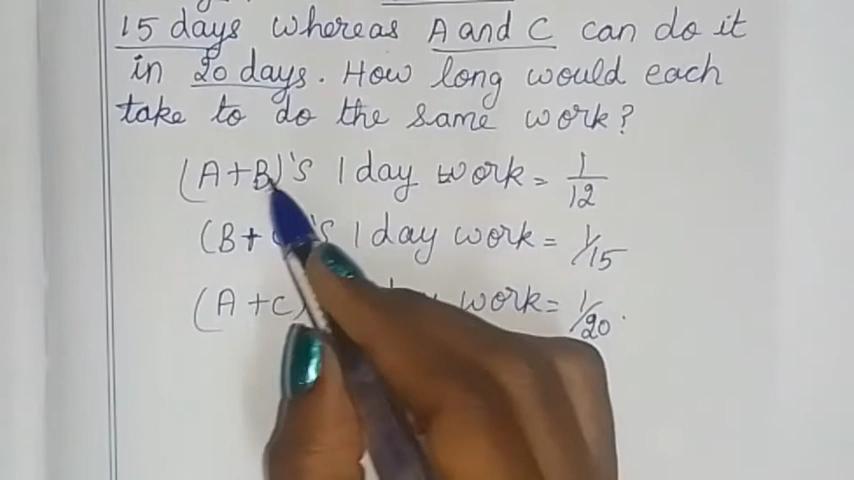 15 days whereas A and C can do it
in 20 days. How long would each
take to do the same work?
(A+B)'s 1 day work = 1/12
(B+ 's 1 day work = 1/15
(A+C) work = 1/20.